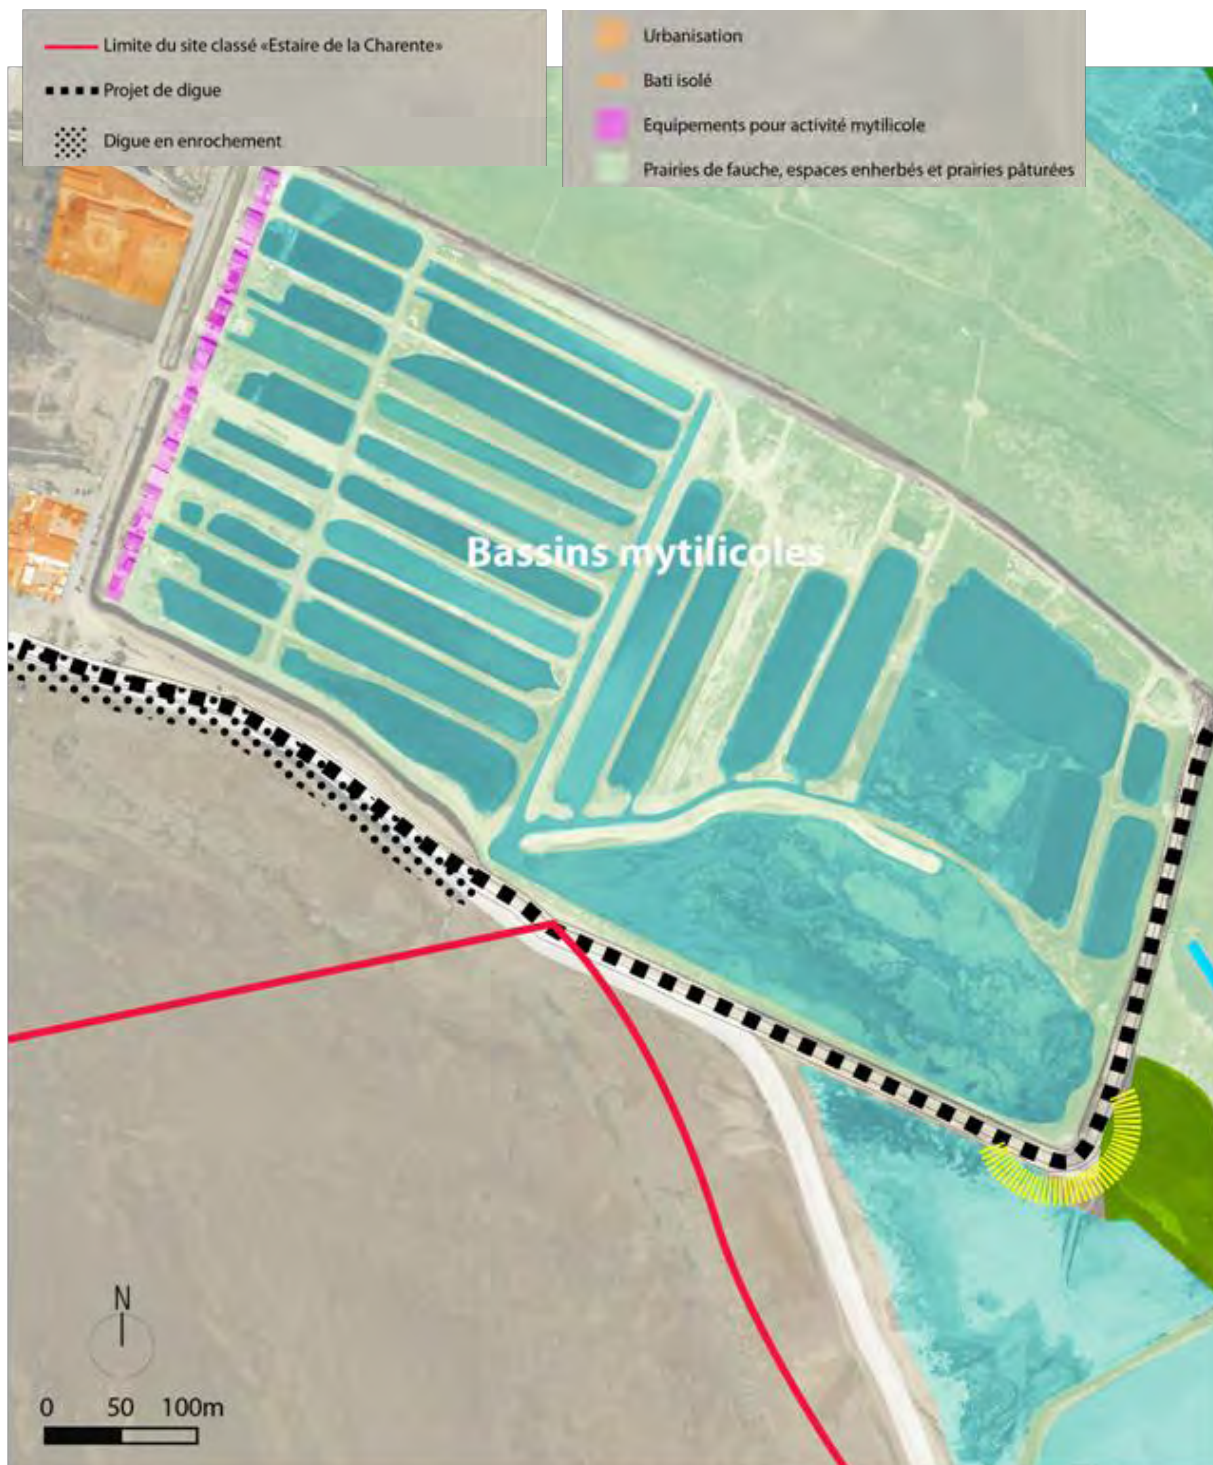 Limite du site classé «Estaire de la Charente»
Projet de digue
Digue en enrochement
Urbanisation
Bati isolé
Equipements pour activité mytilicole
Prairies de fauche, espaces enherbés et prairies pâturées
Bassins mytilicoles
N
0 50 100m